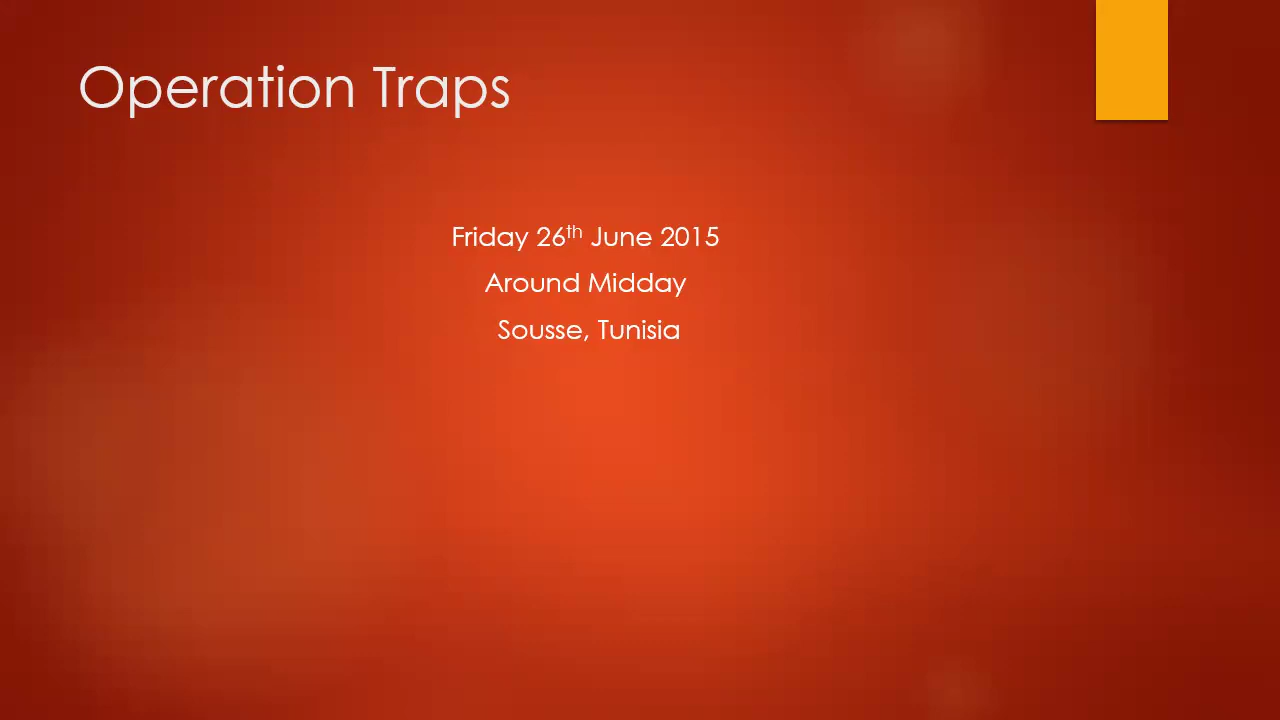 Operation Traps
Friday 26th June 2015
Around Midday
Sousse, Tunisia